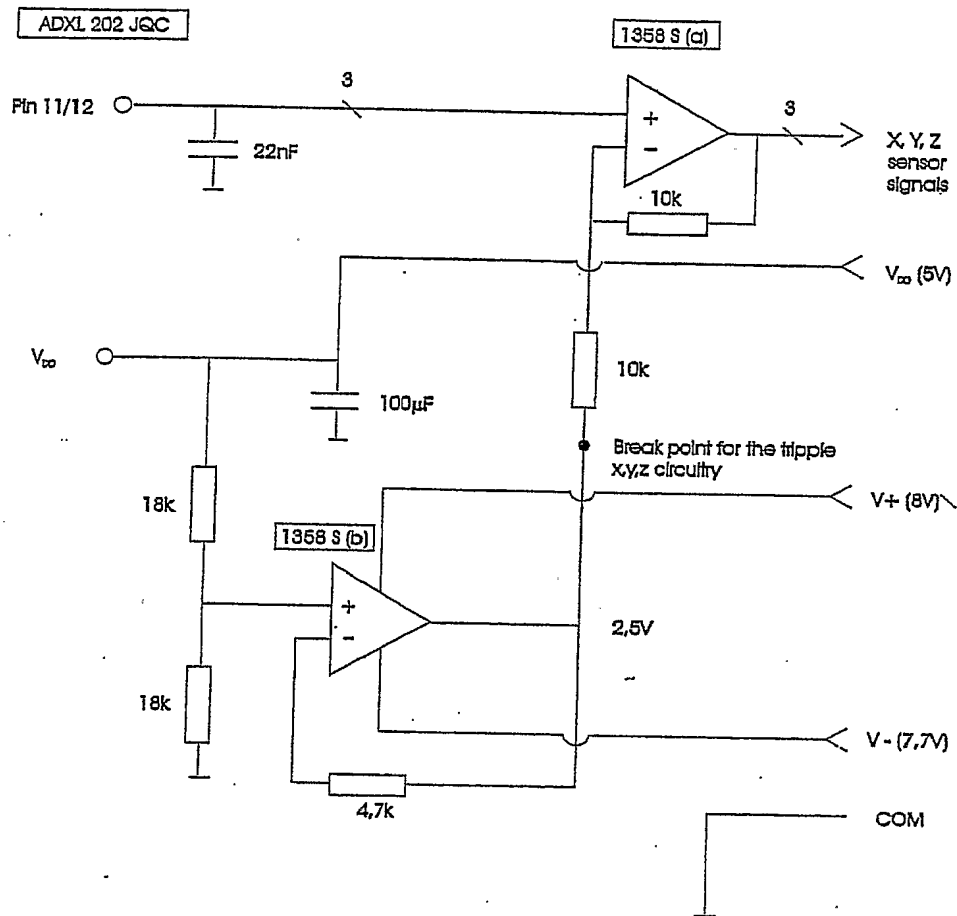 ADXL 202 JQC
1358 S (a)
Pin 11/12
3
22nF
+
-
3
X, Y, Z
sensor
signals
10k
V∞ (5V)
V∞
10k
100µF
Break point for the tripple
x,y,z circuitry
18k
V+ (8V)
1358 S (b)
+
-
2,5V
18k
V - (7,7V)
4,7k
COM